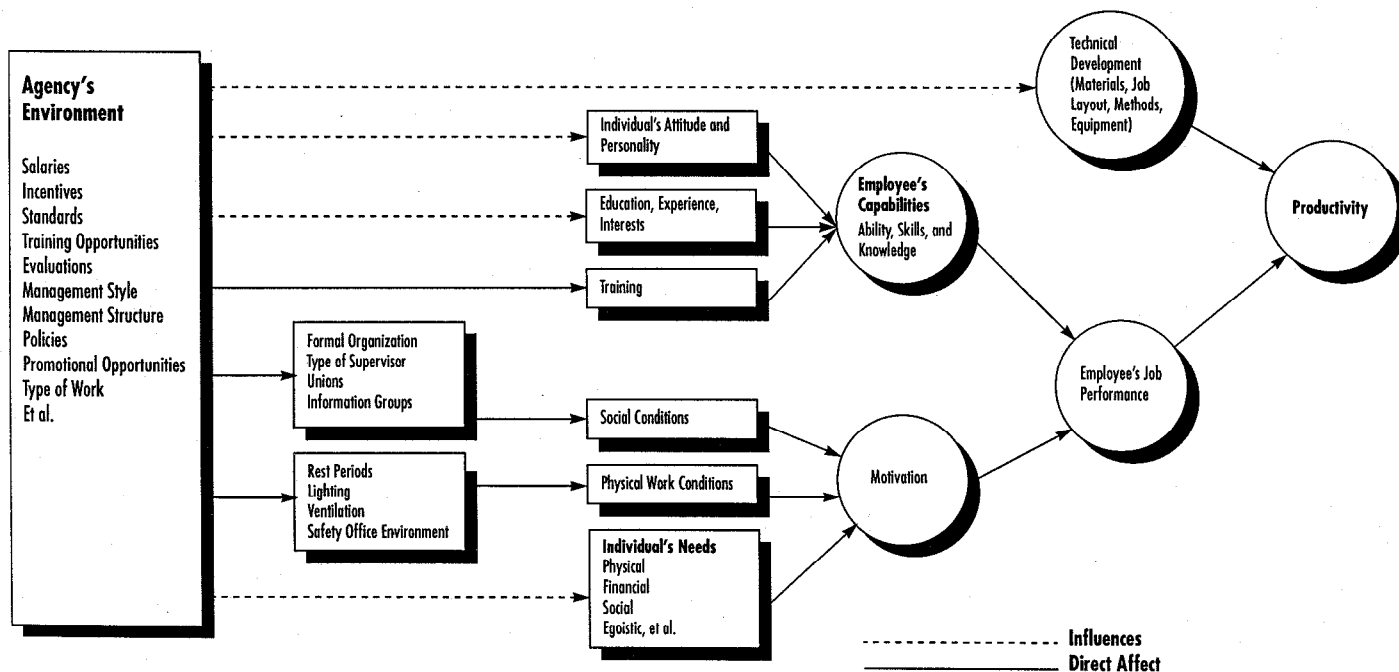 Agency's
Environment
Salaries
Incentives
Standards
Training Opportunities
Evaluations
Management Style
Management Structure
Policies
Promotional Opportunities
Type of Work
Et al.
Formal Organization
Type of Supervisor
Unions
Information Groups
Rest Periods
Lighting
Ventilation
Safety Office Environment
Individual's Attitude and
Personality
Education, Experience,
Interests
Training
Social Conditions
Physical Work Conditions
Individual's Needs
Physical
Financial
Social
Egoistic, et al.
Employee's
Capabilities
Ability, Skills, and
Knowledge
Motivation
Technical
Development
(Materials, Job
Layout, Methods,
Equipment)
Employee's Job
Performance
Productivity
Influences
Direct Affect